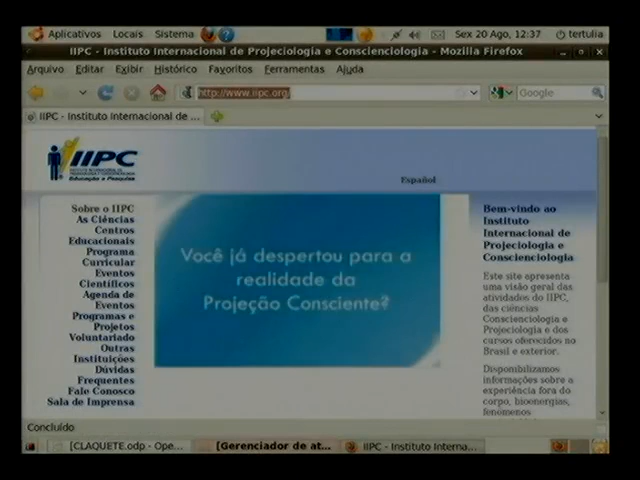 Aplicativos Locais Sistema
Sex 20 Ago, 12:37 tertulia
IIPC - Instituto Internacional de Projeciologia e Conscienciologia - Mozilla Firefox
Arquivo Editar Exibir Histórico Favoritos Ferramentas Ajuda
http://www.iipc.org/
Google
IIPC - Instituto Internacional de ...
IIPC
Educação e Pesquisa
Español
Sobre o IIPC
As Ciências
Centros
Educacionais
Programa
Curricular
Eventos
Científicos
Agenda de
Eventos
Programas e
Projetos
Voluntariado
Outras
Instituições
Dúvidas
Frequentes
Fale Conosco
Sala de Imprensa
Você já despertou para a
realidade da
Projeção Consciente?
Bem-vindo ao
Instituto
Internacional de
Projeciologia e
Conscienciologia
Este site apresenta
uma visão geral das
atividades do IIPC,
das ciências
Conscienciologia e
Projeciologia e dos
cursos oferecidos no
Brasil e exterior.
Disponibilizamos
informações sobre a
experiência fora do
corpo, bioenergias,
fenômenos
Concluído
[CLAQUETE.odp - Ope...
[Gerenciador de at...
IIPC - Instituto Interna...